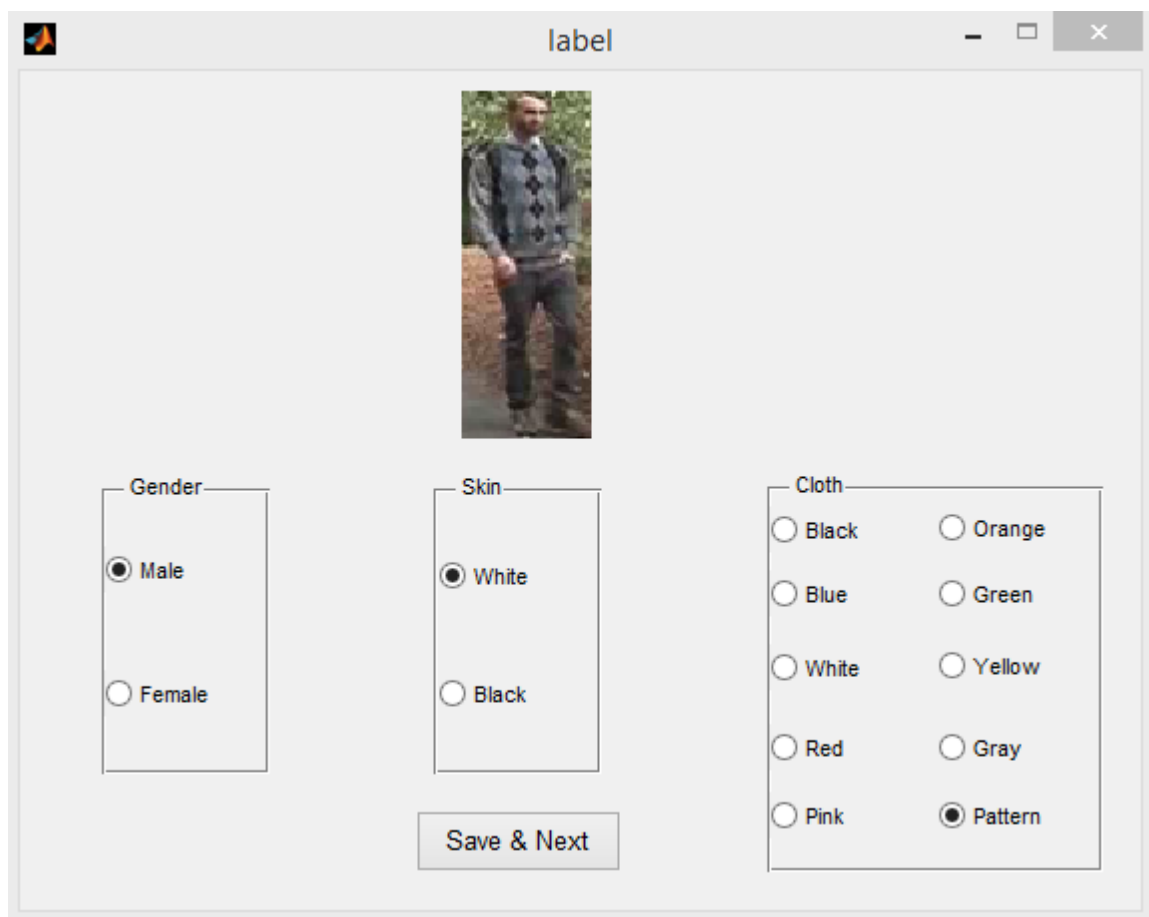 label
Gender
Male
Female
Skin
White
Black
Cloth
Black
Orange
Blue
Green
White
Yellow
Red
Gray
Pink
Pattern
Save & Next